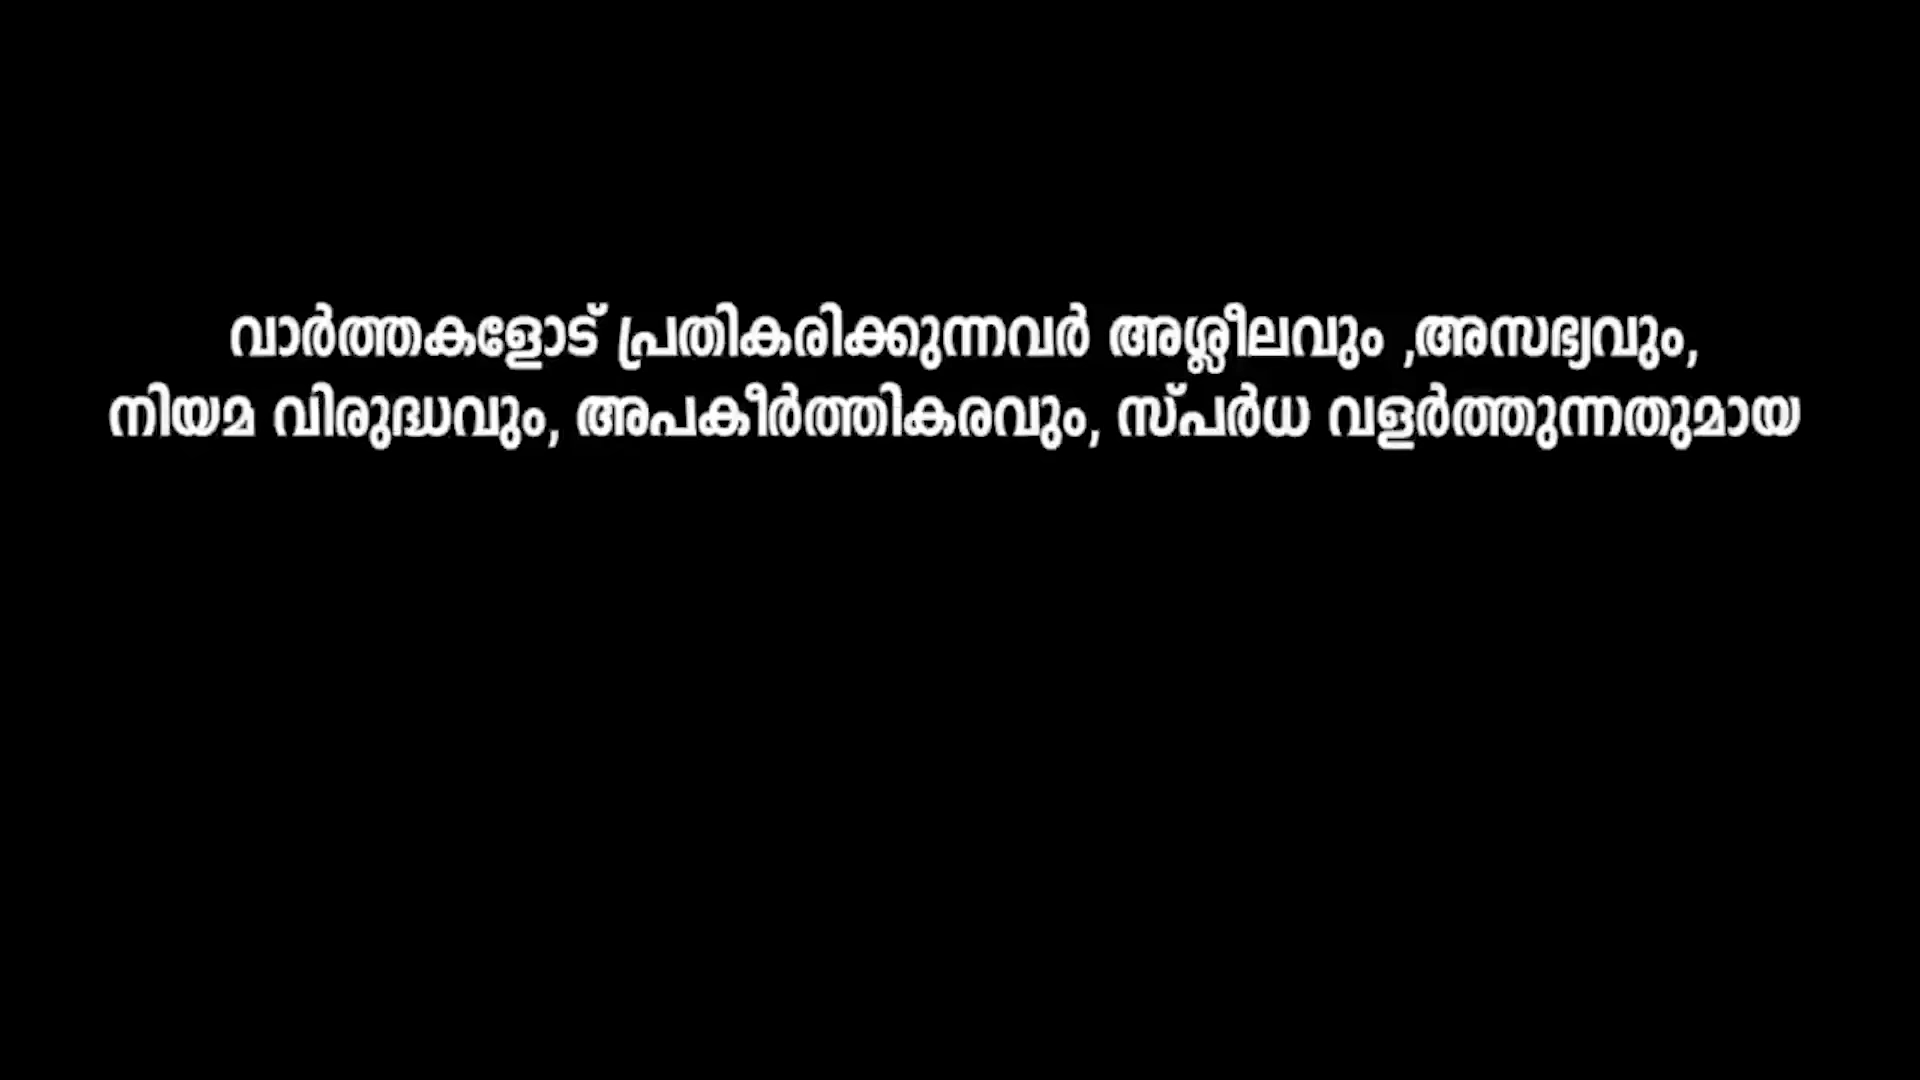 വാർത്തകളോട് പ്രതികരിക്കുന്നവർ അശ്ലീലവും ,അസഭ്യവും,
നിയമ വിരുദ്ധവും, അപകീർത്തികരവും, സ്പർധ വളർത്തുന്നതുമായ